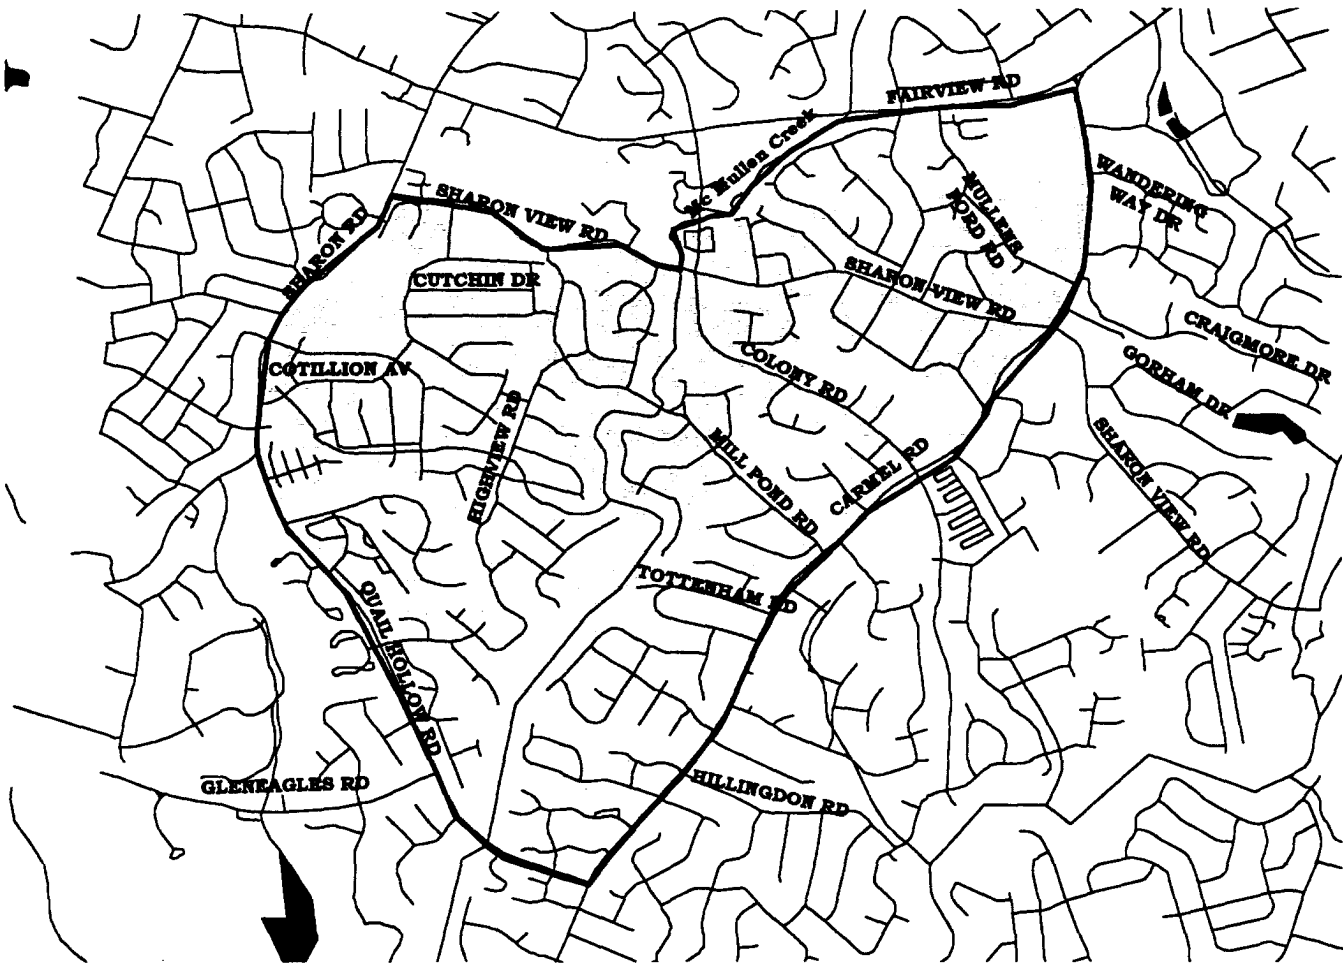 FAIRVIEW RD
Mc Mullen Creek
WANDERING
WAY DR
MULLENS
FORD RD
SHARON VIEW RD
SHARON RD
CUTCHIN DR
SHARON VIEW RD
CRAIGMORE DR
GORHAM DR
COLONY RD
COTILLION AV
HIGHVIEW RD
MILL POND RD
CARMEL RD
SHARON VIEW RD
TOTTENHAM RD
QUAIL HOLLOW RD
GLENEAGLES RD
HILLINGDON RD